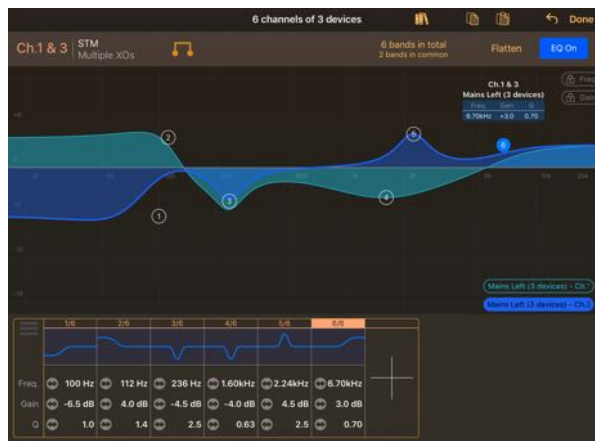 6 channels of 3 devices
Done
Ch.1 & 3
STM
Multiple XOs
6 bands in total
2 bands in common
Flatten
EQ On
Ch.1 & 3
Mains Left (3 devices)
Freq Gain Q
6.70kHz +3.0 0.70
Freq
Gain
5
2
6
3
4
1
Mains Left (3 devices) - Ch.1
Mains Left (3 devices) - Ch.3
1/6 2/6 3/6 4/6 5/6 6/6
Freq. 100 Hz 112 Hz 236 Hz 1.60kHz 2.24kHz 6.70kHz
Gain -6.5 dB 4.0 dB -4.5 dB -4.0 dB 4.5 dB 3.0 dB
Q 1.0 1.4 2.5 0.63 2.5 0.70